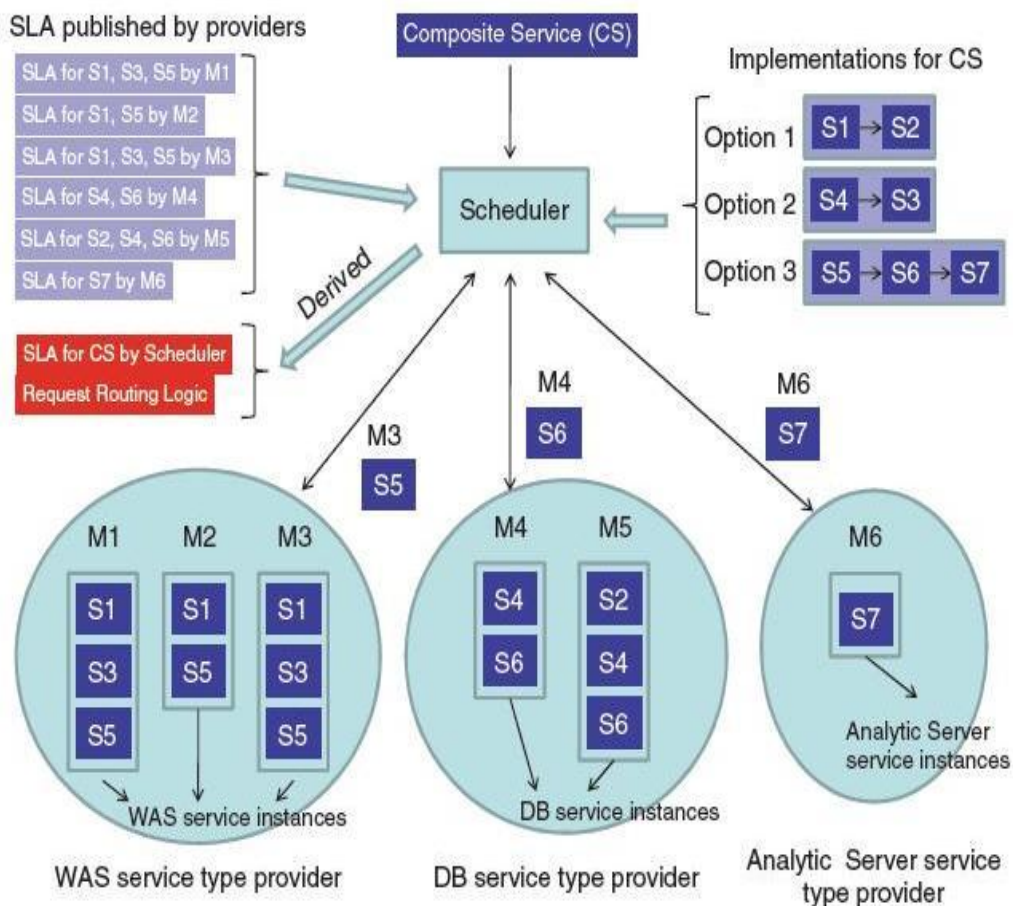 SLA published by providers
SLA for S1, S3, S5 by M1
SLA for S1, S5 by M2
SLA for S1, S3, S5 by M3
SLA for S4, S6 by M4
SLA for S2, S4, S6 by M5
SLA for S7 by M6
SLA for CS by Scheduler
Request Routing Logic
Composite Service (CS)
Scheduler
Derived
Implementations for CS
Option 1
S1
S2
Option 2
S4
S3
Option 3
S5
S6
S7
M3
S5
M4
S6
M6
S7
M1
S1
S3
S5
M2
S1
S5
M3
S1
S3
S5
WAS service instances
WAS service type provider
M4
S4
S6
M5
S2
S4
S6
DB service instances
DB service type provider
M6
S7
Analytic Server
service instances
Analytic Server service
type provider